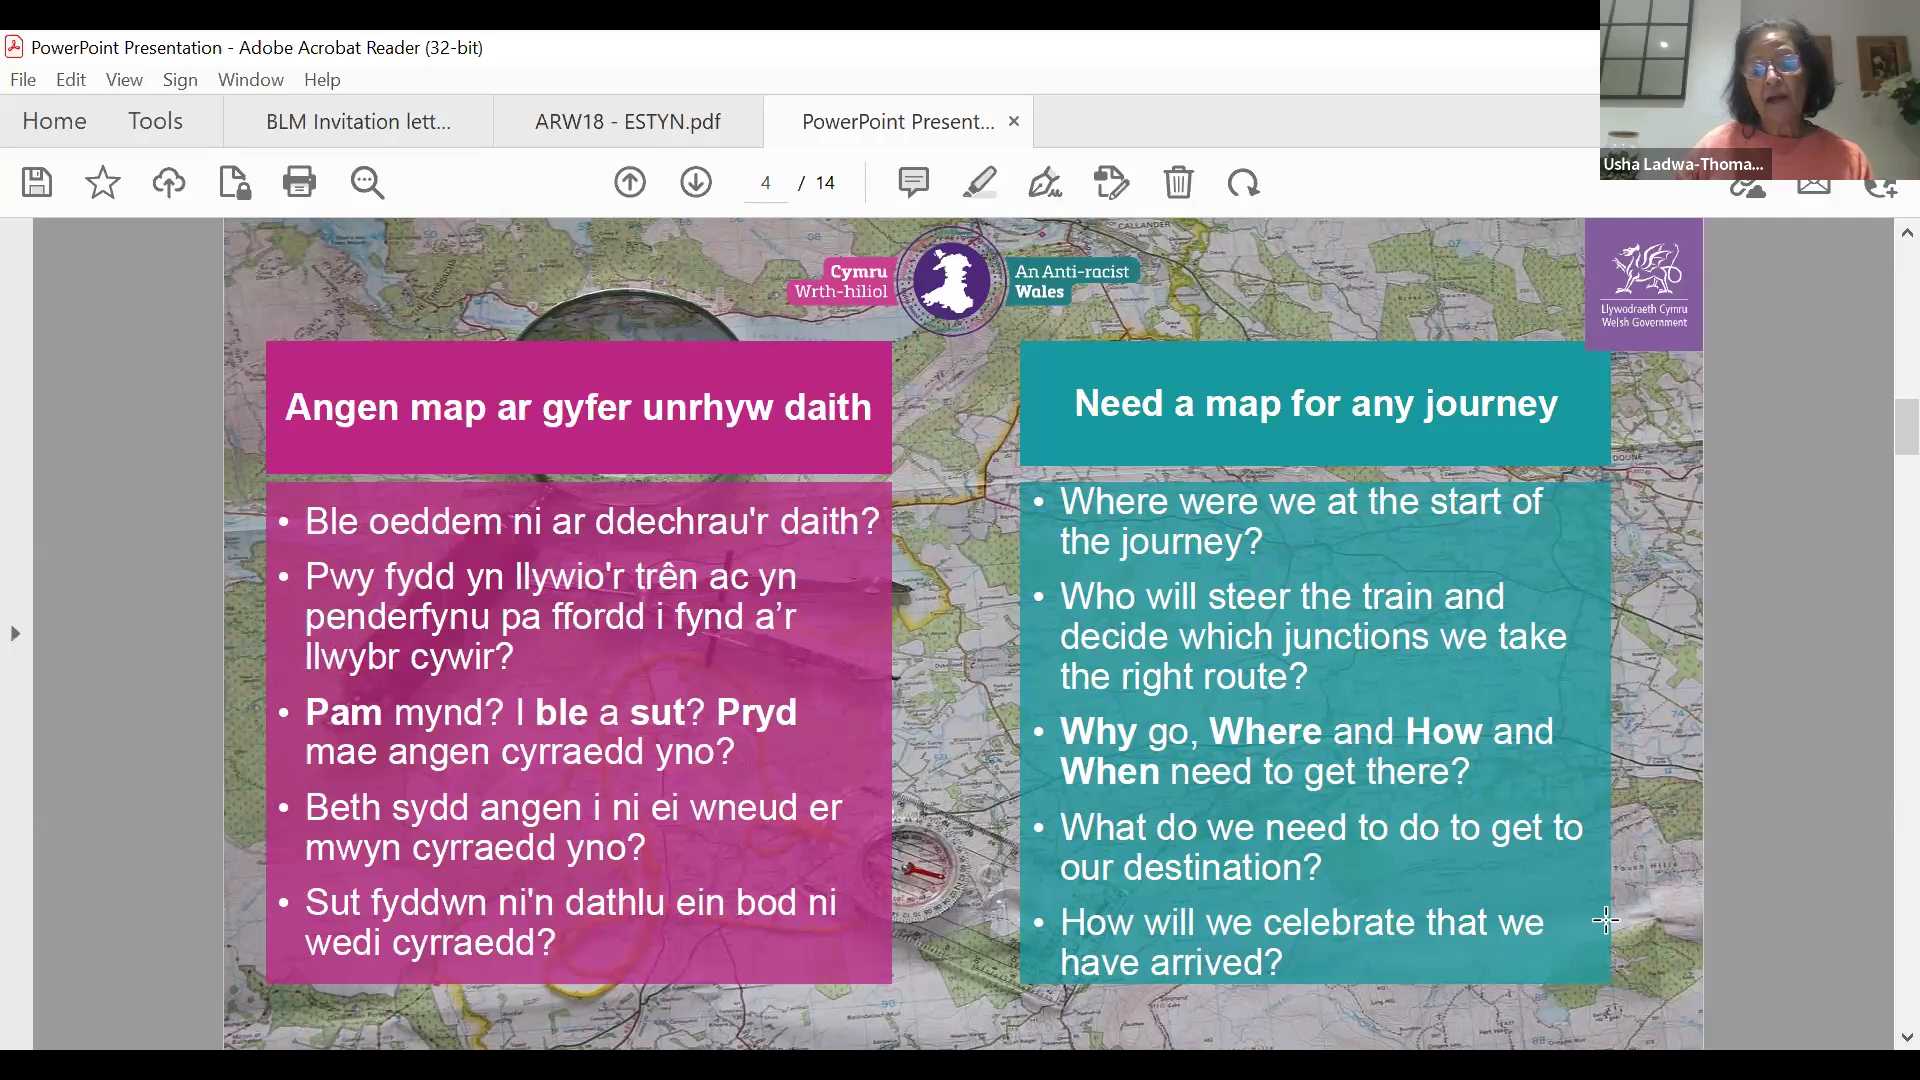 PowerPoint Presentation - Adobe Acrobat Reader (32-bit)
File Edit View Sign Window Help
Home Tools BLM Invitation lett... ARW18 - ESTYN.pdf PowerPoint Present... ×
4 / 14
Usha Ladwa-Thoma...
Cymru
Wrth-hiliol
An Anti-racist
Wales
Llywodraeth Cymru
Welsh Government
Angen map ar gyfer unrhyw daith
• Ble oeddem ni ar ddechrau'r daith?
• Pwy fydd yn llywio'r trên ac yn
penderfynu pa ffordd i fynd a’r
llwybr cywir?
• Pam mynd? I ble a sut? Pryd
mae angen cyrraedd yno?
• Beth sydd angen i ni ei wneud er
mwyn cyrraedd yno?
• Sut fyddwn ni'n dathlu ein bod ni
wedi cyrraedd?
Need a map for any journey
• Where were we at the start of
the journey?
• Who will steer the train and
decide which junctions we take
the right route?
• Why go, Where and How and
When need to get there?
• What do we need to do to get to
our destination?
• How will we celebrate that we
have arrived?
CALLANDER